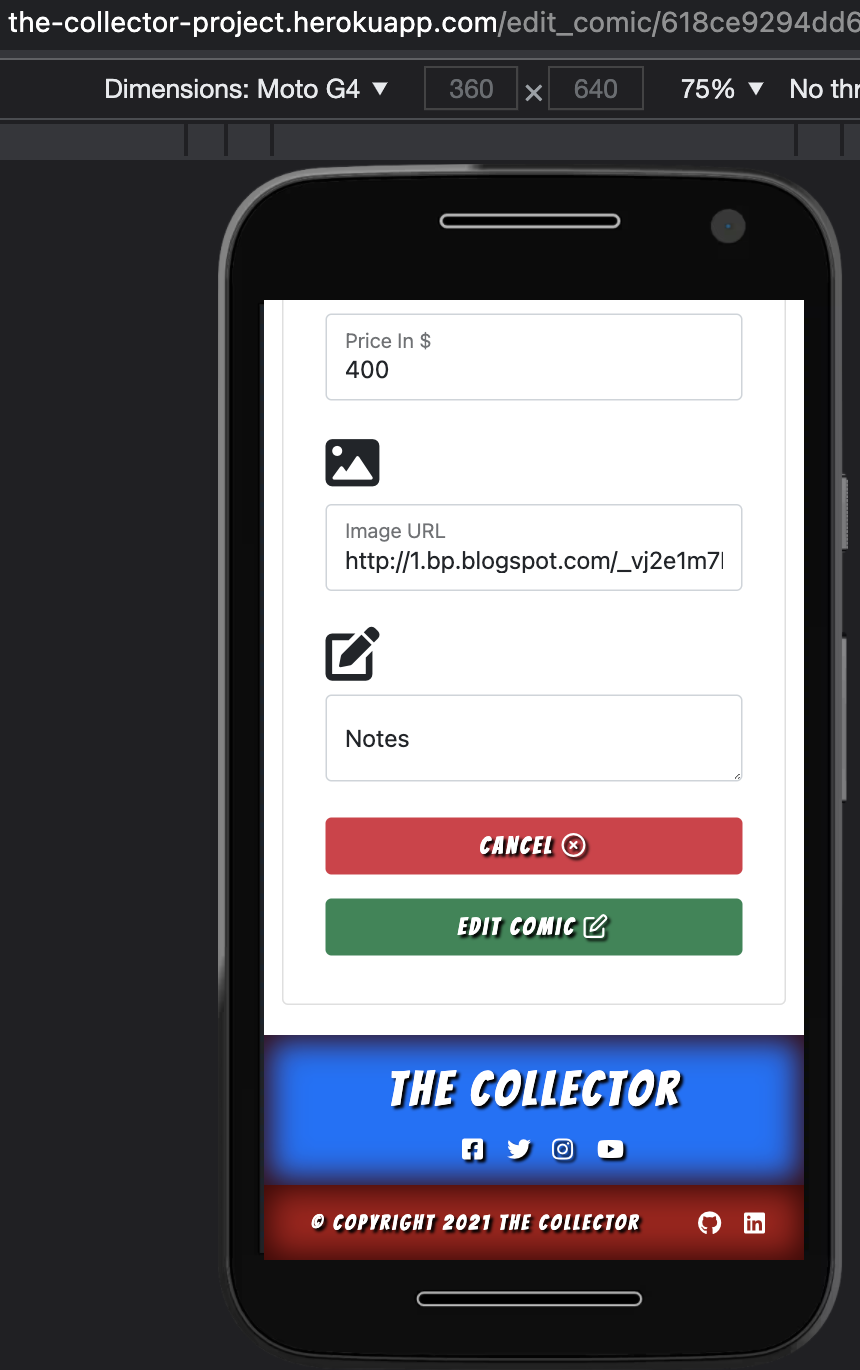 the-collector-project.herokuapp.com/edit_comic/618ce9294dd6
Dimensions: Moto G4 ▼ 360 × 640 75% ▼ No thr
Price In $
400
Image URL
http://1.bp.blogspot.com/_vj2e1m7
Notes
CANCEL
EDIT COMIC
THE COLLECTOR
© COPYRIGHT 2021 THE COLLECTOR